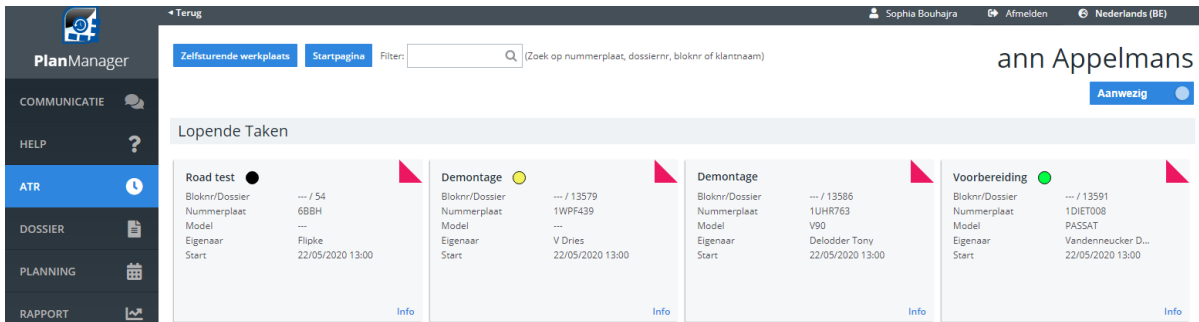 ◂ Terug
Sophia Bouhajra Afmelden Nederlands (BE)
PlanManager
COMMUNICATIE
HELP
ATR
DOSSIER
PLANNING
RAPPORT
Zelfsturende werkplaats Startpagina Filter: (Zoek op nummerplaat, dossiernr, bloknr of klantnaam)
ann Appelmans
Aanwezig
Lopende Taken
Road test
Bloknr/Dossier --- / 54
Nummerplaat 6BBH
Model ---
Eigenaar Flipke
Start 22/05/2020 13:00
Info
Demontage
Bloknr/Dossier --- / 13579
Nummerplaat 1WPF439
Model ---
Eigenaar V Dries
Start 22/05/2020 13:00
Info
Demontage
Bloknr/Dossier --- / 13586
Nummerplaat 1UHR763
Model V90
Eigenaar Delodder Tony
Start 22/05/2020 13:00
Info
Voorbereiding
Bloknr/Dossier --- / 13591
Nummerplaat 1DIET008
Model PASSAT
Eigenaar Vandenneucker D...
Start 22/05/2020 13:00
Info